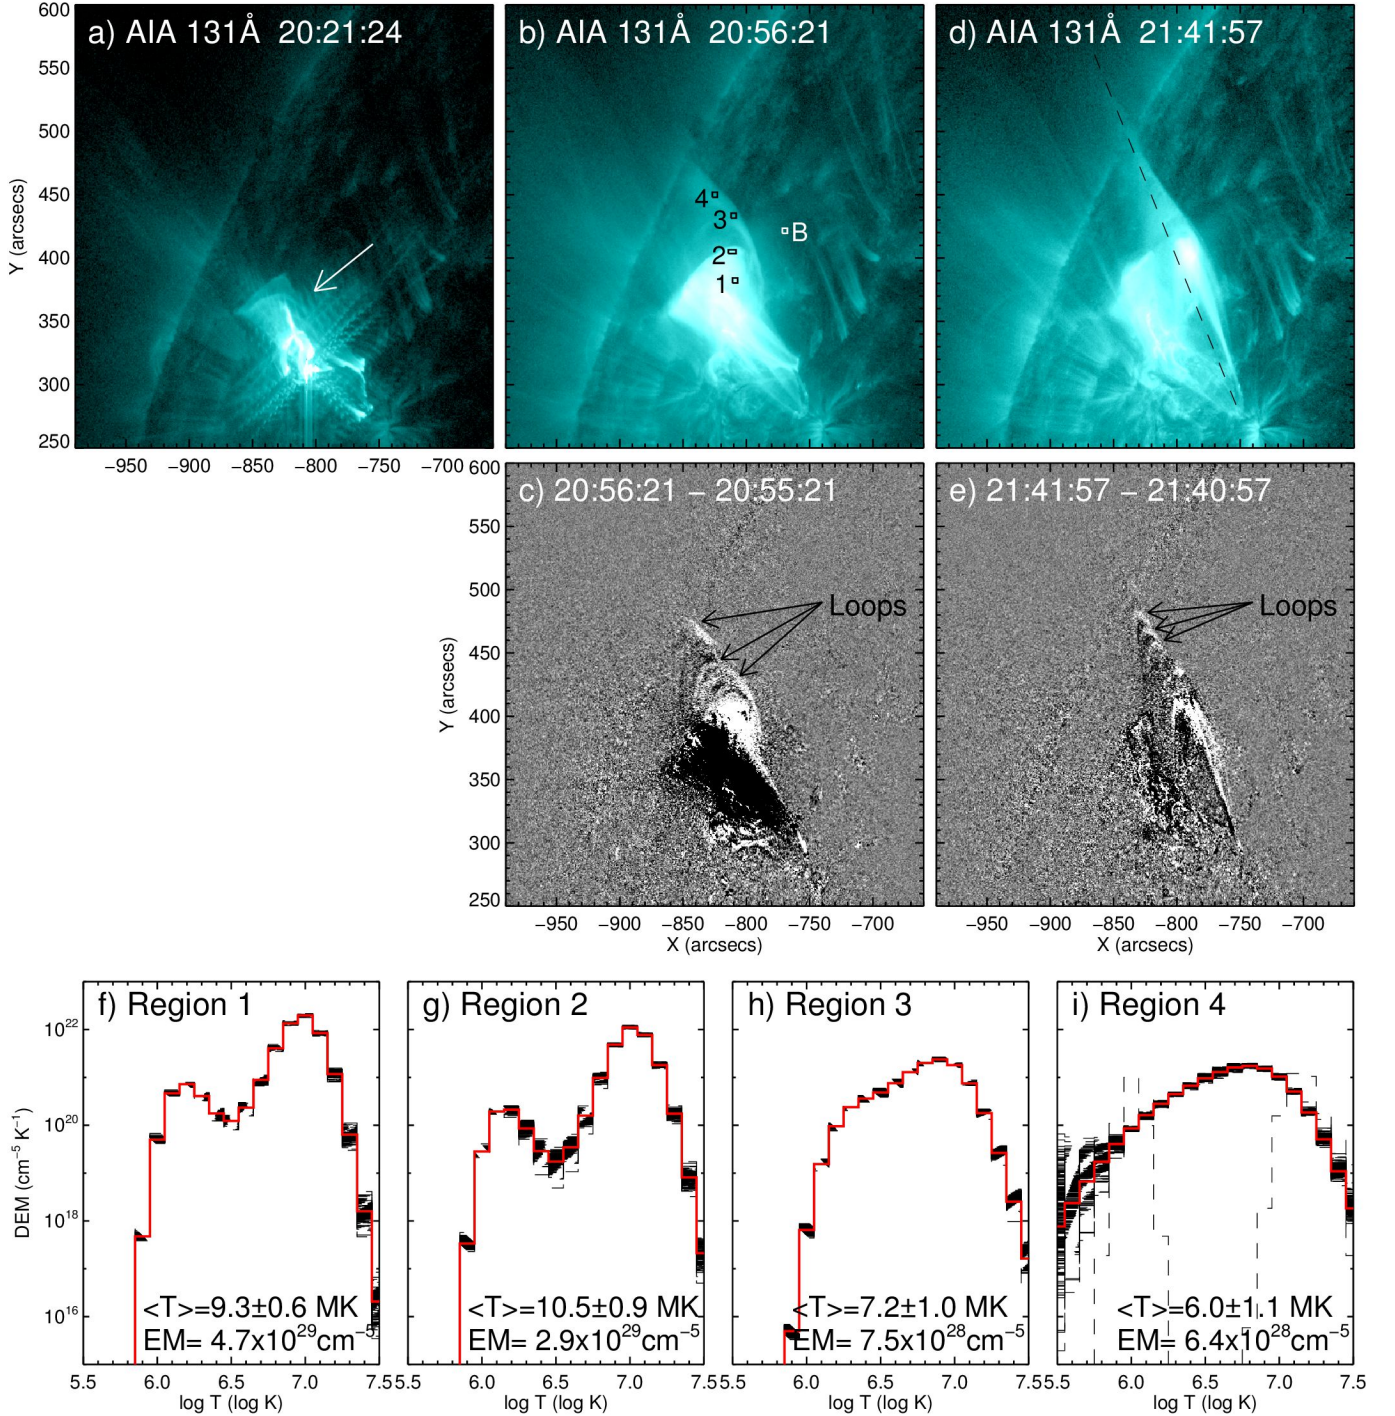 a) AIA 131Å 20:21:24
b) AIA 131Å 20:56:21
d) AIA 131Å 21:41:57
600
550
500
450
400
350
300
250
Y (arcsecs)
4
3
2
1
B
−950 −900 −850 −800 −750 −700
c) 20:56:21 − 20:55:21
e) 21:41:57 − 21:40:57
600
550
500
450
400
350
300
250
Y (arcsecs)
Loops
Loops
−950 −900 −850 −800 −750 −700
X (arcsecs)
−950 −900 −850 −800 −750 −700
X (arcsecs)
f) Region 1
g) Region 2
h) Region 3
i) Region 4
10²²
10²⁰
10¹⁸
10¹⁶
DEM (cm⁻⁵ K⁻¹)
<T>=9.3±0.6 MK
EM= 4.7x10²⁹cm⁻⁵
<T>=10.5±0.9 MK
EM= 2.9x10²⁹cm⁻⁵
<T>=7.2±1.0 MK
EM= 7.5x10²⁸cm⁻⁵
<T>=6.0±1.1 MK
EM= 6.4x10²⁸cm⁻⁵
5.5 6.0 6.5 7.0 7.5
5.5 6.0 6.5 7.0 7.5
5.5 6.0 6.5 7.0 7.5
5.5 6.0 6.5 7.0 7.5
log T (log K)
log T (log K)
log T (log K)
log T (log K)